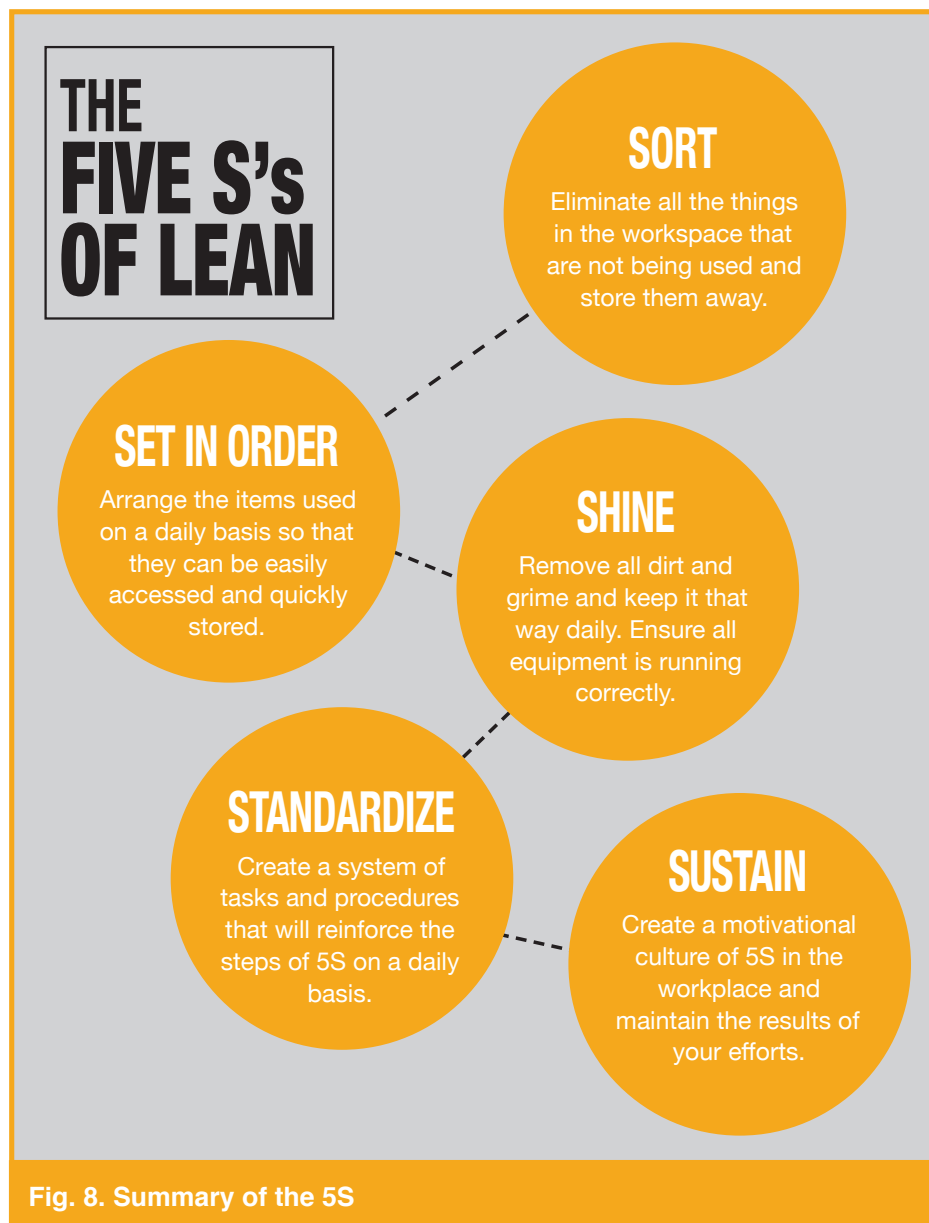 THE
FIVE S's
OF LEAN
SORT
Eliminate all the things
in the workspace that
are not being used and
store them away.
SET IN ORDER
Arrange the items used
on a daily basis so that
they can be easily
accessed and quickly
stored.
SHINE
Remove all dirt and
grime and keep it that
way daily. Ensure all
equipment is running
correctly.
STANDARDIZE
Create a system of
tasks and procedures
that will reinforce the
steps of 5S on a daily
basis.
SUSTAIN
Create a motivational
culture of 5S in the
workplace and
maintain the results of
your efforts.
Fig. 8. Summary of the 5S